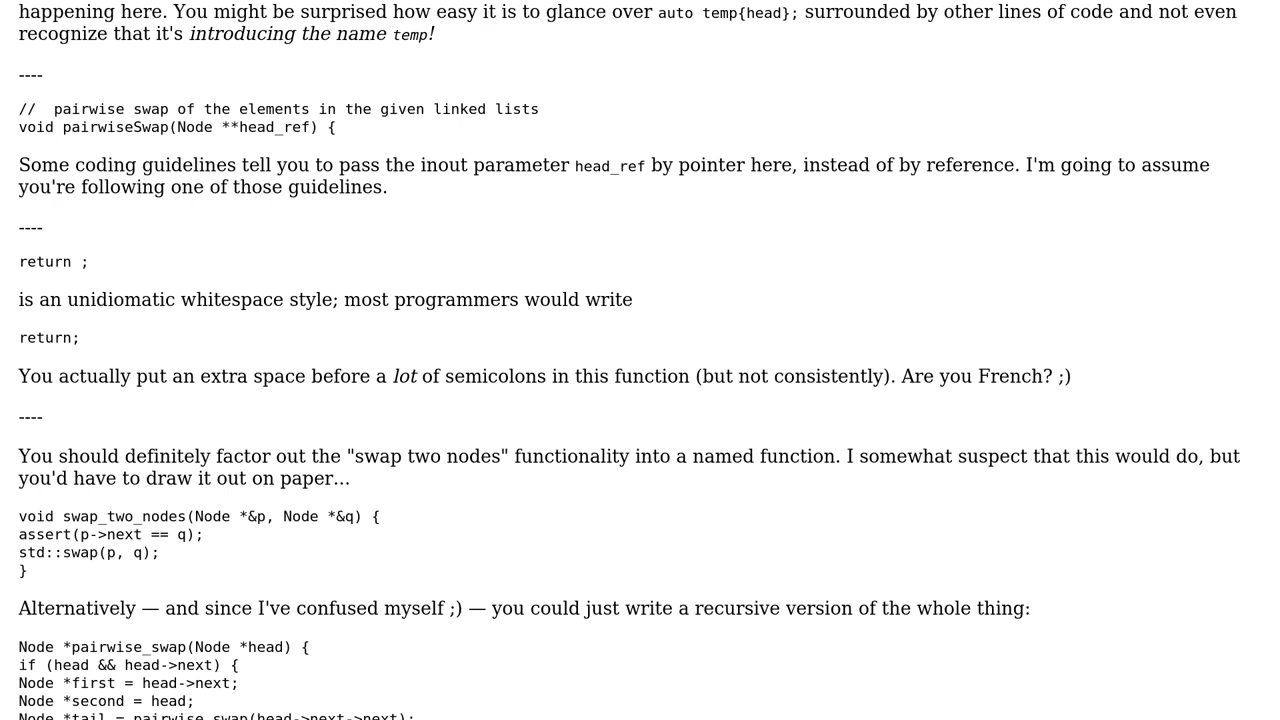 happening here. You might be surprised how easy it is to glance over auto temp{head}; surrounded by other lines of code and not even
recognize that it's introducing the name temp!
----
//  pairwise swap of the elements in the given linked lists
void pairwiseSwap(Node **head_ref) {
Some coding guidelines tell you to pass the inout parameter head_ref by pointer here, instead of by reference. I'm going to assume
you're following one of those guidelines.
----
return ;
is an unidiomatic whitespace style; most programmers would write
return;
You actually put an extra space before a lot of semicolons in this function (but not consistently). Are you French? ;)
----
You should definitely factor out the "swap two nodes" functionality into a named function. I somewhat suspect that this would do, but
you'd have to draw it out on paper...
void swap_two_nodes(Node *&p, Node *&q) {
assert(p->next == q);
std::swap(p, q);
}
Alternatively — and since I've confused myself ;) — you could just write a recursive version of the whole thing:
Node *pairwise_swap(Node *head) {
if (head && head->next) {
Node *first = head->next;
Node *second = head;
Node *tail = pairwise_swap(head->next->next);